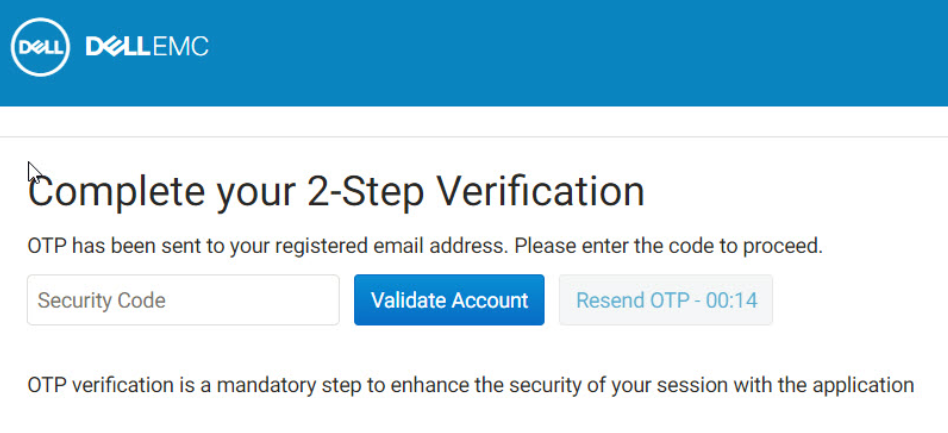 DELL DELLEMC
Complete your 2-Step Verification
OTP has been sent to your registered email address. Please enter the code to proceed.
Security Code Validate Account Resend OTP - 00:14
OTP verification is a mandatory step to enhance the security of your session with the application